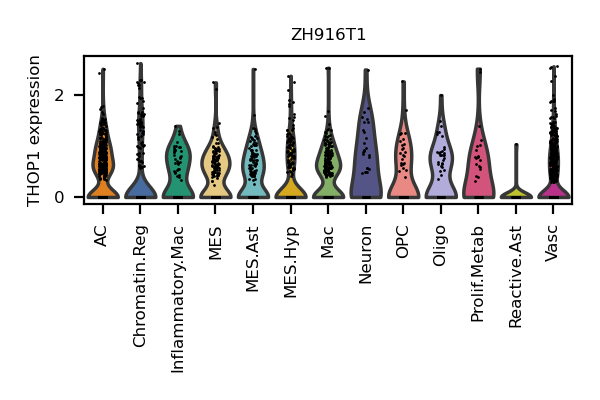 ZH916T1
THOP1 expression
2
0
AC
Chromatin.Reg
Inflammatory.Mac
MES
MES.Ast
MES.Hyp
Mac
Neuron
OPC
Oligo
Prolif.Metab
Reactive.Ast
Vasc